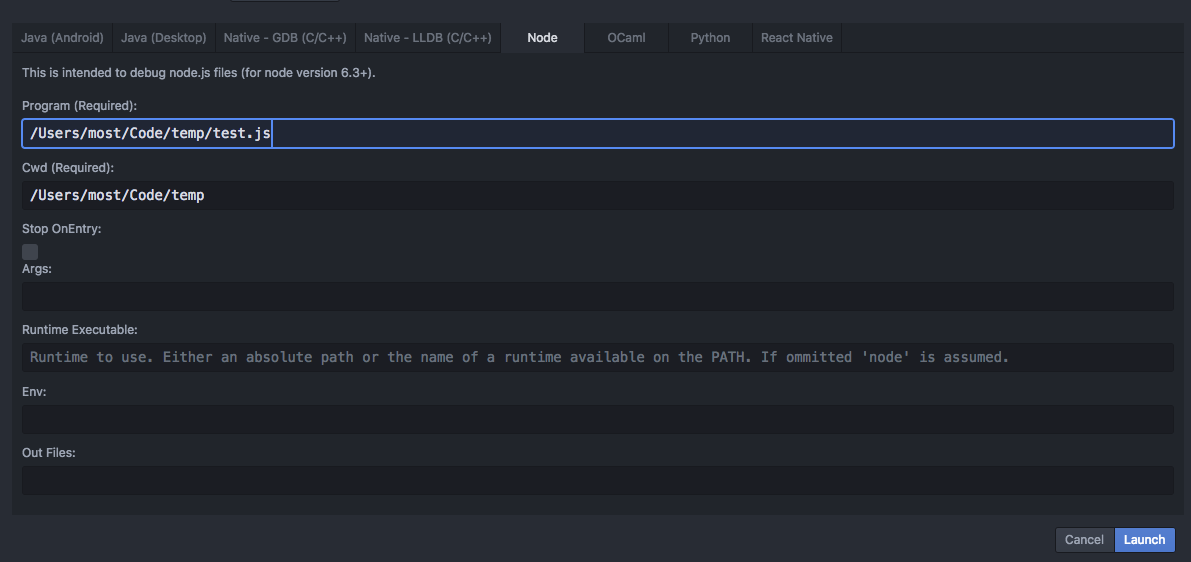 Java (Android) Java (Desktop) Native - GDB (C/C++) Native - LLDB (C/C++) Node OCaml Python React Native
This is intended to debug node.js files (for node version 6.3+).
Program (Required):
/Users/most/Code/temp/test.js
Cwd (Required):
/Users/most/Code/temp
Stop OnEntry:
Args:
Runtime Executable:
Runtime to use. Either an absolute path or the name of a runtime available on the PATH. If ommitted 'node' is assumed.
Env:
Out Files:
Cancel Launch